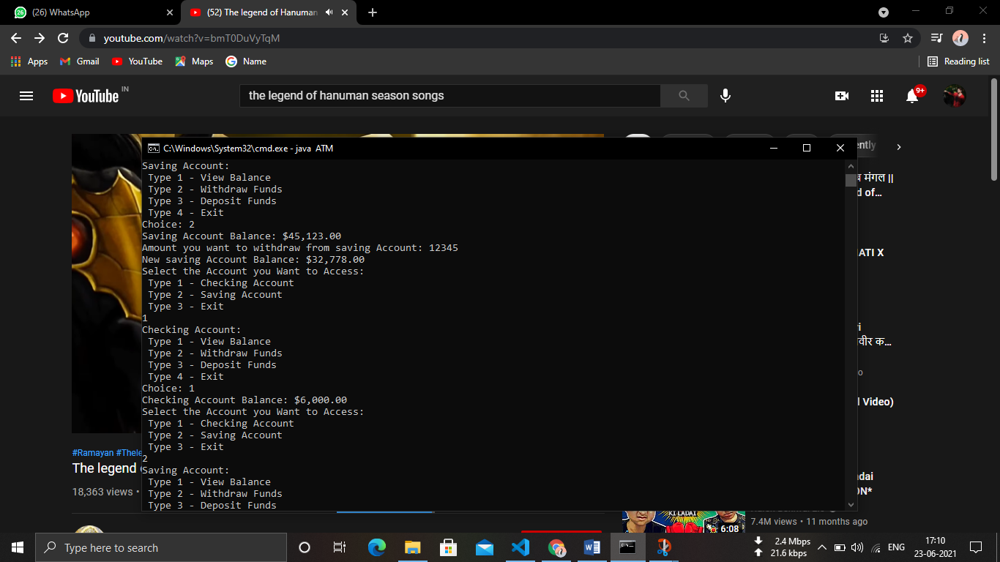 (26) WhatsApp
(52) The legend of Hanuman
youtube.com/watch?v=bmT0DuVyTqM
Apps
Gmail
YouTube
Maps
Name
Reading list
YouTube IN
the legend of hanuman season songs
9+
C:\Windows\System32\cmd.exe - java ATM
Saving Account:
Type 1 - View Balance
Type 2 - Withdraw Funds
Type 3 - Deposit Funds
Type 4 - Exit
Choice: 2
Saving Account Balance: $45,123.00
Amount you want to withdraw from saving Account: 12345
New saving Account Balance: $32,778.00
Select the Account you Want to Access:
Type 1 - Checking Account
Type 2 - Saving Account
Type 3 - Exit
1
Checking Account:
Type 1 - View Balance
Type 2 - Withdraw Funds
Type 3 - Deposit Funds
Type 4 - Exit
Choice: 1
Checking Account Balance: $6,000.00
Select the Account you Want to Access:
Type 1 - Checking Account
Type 2 - Saving Account
Type 3 - Exit
2
Saving Account:
Type 1 - View Balance
Type 2 - Withdraw Funds
Type 3 - Deposit Funds
मंगल ||
of...
ATI X
वीर क...
Video)
#Ramayan #Thele
The legend
18,363 views •
KI LADAI
6:08
7.4M views • 11 months ago
Type here to search
2.4 Mbps
21.6 kbps
ENG
17:10
23-06-2021